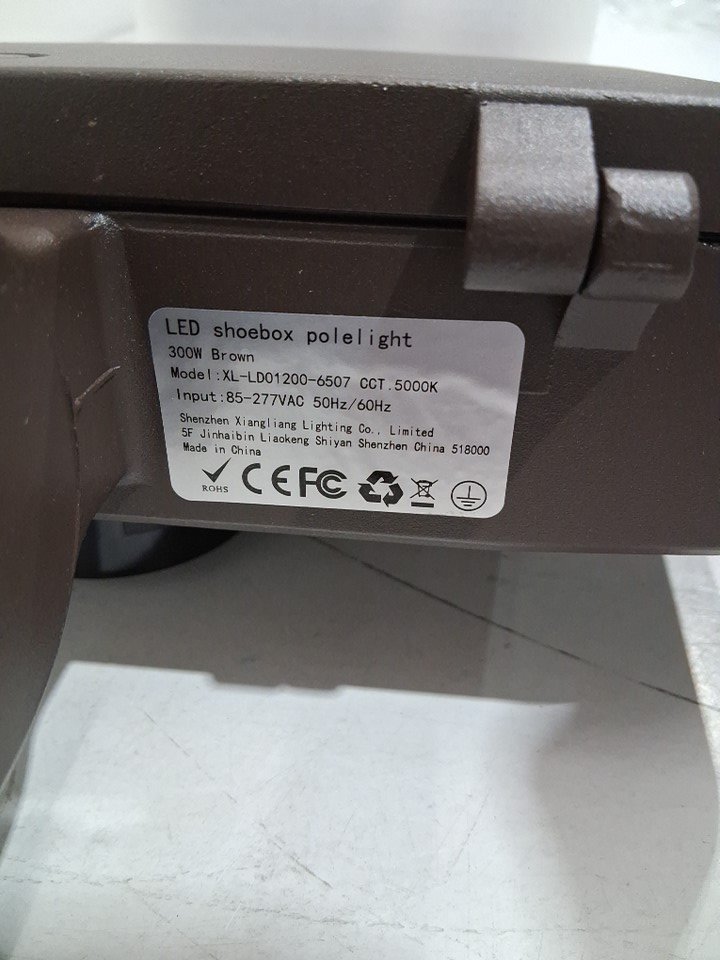 LED shoebox polelight
300W Brown
Model:XL-LD01200-6507 CCT.5000K
Input:85-277VAC 50Hz/60Hz
Shenzhen Xiangliang Lighting Co., Limited
5F Jinhaibin Liaokeng Shiyan Shenzhen China 518000
Made in China
ROHS CE FC